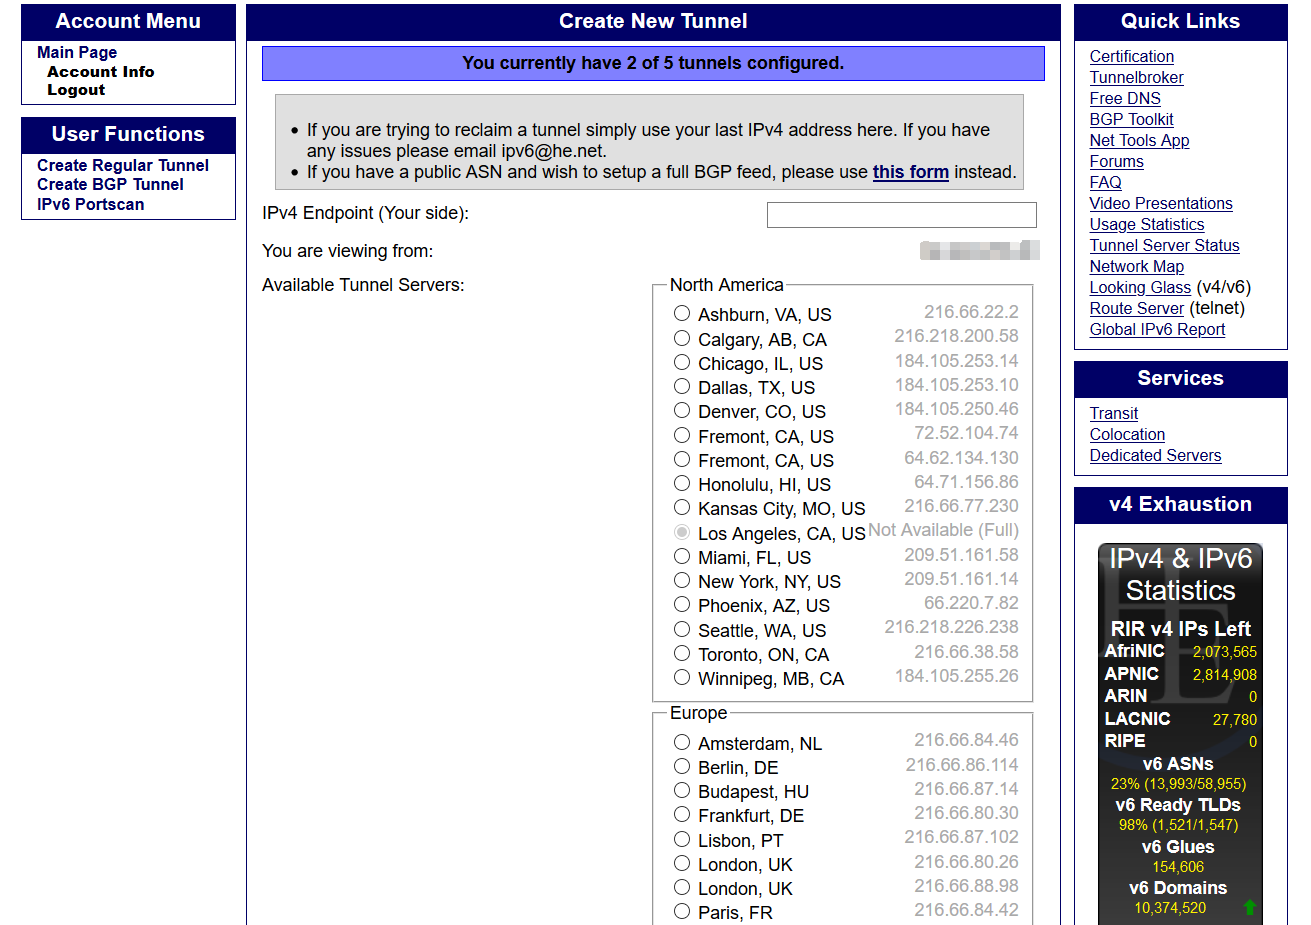 Account Menu
Main Page
Account Info
Logout
User Functions
Create Regular Tunnel
Create BGP Tunnel
IPv6 Portscan
Create New Tunnel
You currently have 2 of 5 tunnels configured.
If you are trying to reclaim a tunnel simply use your last IPv4 address here. If you have
any issues please email ipv6@he.net.
If you have a public ASN and wish to setup a full BGP feed, please use this form instead.
IPv4 Endpoint (Your side):
You are viewing from:
Available Tunnel Servers:
North America
Ashburn, VA, US 216.66.22.2
Calgary, AB, CA 216.218.200.58
Chicago, IL, US 184.105.253.14
Dallas, TX, US 184.105.253.10
Denver, CO, US 184.105.250.46
Fremont, CA, US 72.52.104.74
Fremont, CA, US 64.62.134.130
Honolulu, HI, US 64.71.156.86
Kansas City, MO, US 216.66.77.230
Los Angeles, CA, US Not Available (Full)
Miami, FL, US 209.51.161.58
New York, NY, US 209.51.161.14
Phoenix, AZ, US 66.220.7.82
Seattle, WA, US 216.218.226.238
Toronto, ON, CA 216.66.38.58
Winnipeg, MB, CA 184.105.255.26
Europe
Amsterdam, NL 216.66.84.46
Berlin, DE 216.66.86.114
Budapest, HU 216.66.87.14
Frankfurt, DE 216.66.80.30
Lisbon, PT 216.66.87.102
London, UK 216.66.80.26
London, UK 216.66.88.98
Paris, FR 216.66.84.42
Quick Links
Certification
Tunnelbroker
Free DNS
BGP Toolkit
Net Tools App
Forums
FAQ
Video Presentations
Usage Statistics
Tunnel Server Status
Network Map
Looking Glass (v4/v6)
Route Server (telnet)
Global IPv6 Report
Services
Transit
Colocation
Dedicated Servers
v4 Exhaustion
IPv4 & IPv6
Statistics
RIR v4 IPs Left
AfriNIC 2,073,565
APNIC 2,814,908
ARIN 0
LACNIC 27,780
RIPE 0
v6 ASNs
23% (13,993/58,955)
v6 Ready TLDs
98% (1,521/1,547)
v6 Glues
154,606
v6 Domains
10,374,520